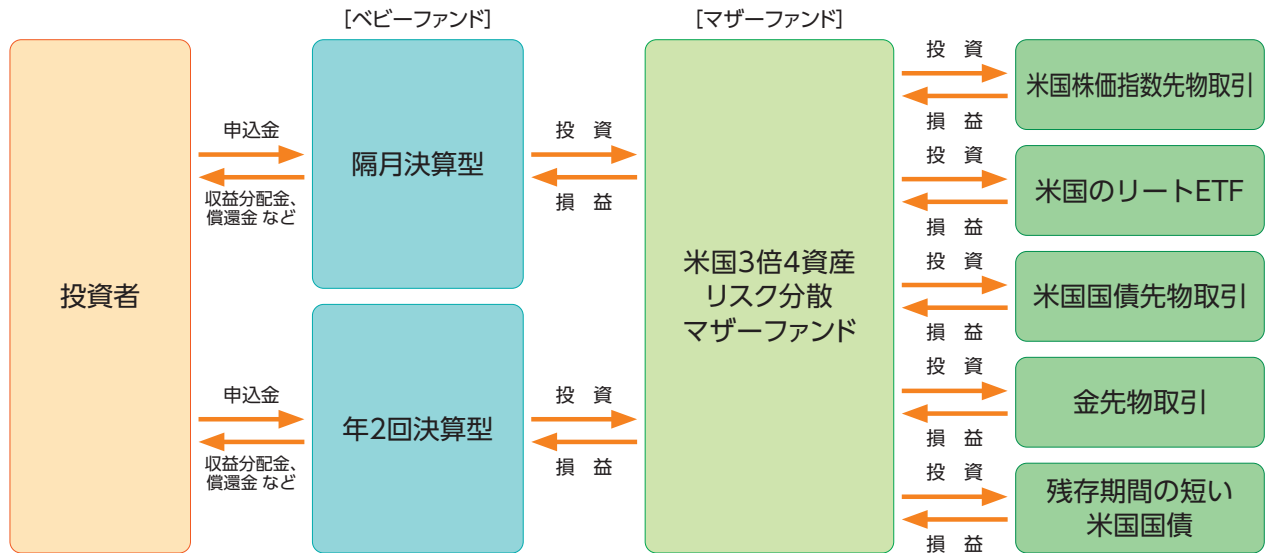 [ベビーファンド]
[マザーファンド]
投資者
申込金
収益分配金、
償還金 など
隔月決算型
投 資
損 益
申込金
収益分配金、
償還金 など
年2回決算型
投 資
損 益
米国3倍4資産
リスク分散
マザーファンド
投 資
損 益
米国株価指数先物取引
投 資
損 益
米国のリートETF
投 資
損 益
米国国債先物取引
投 資
損 益
金先物取引
投 資
損 益
残存期間の短い
米国国債